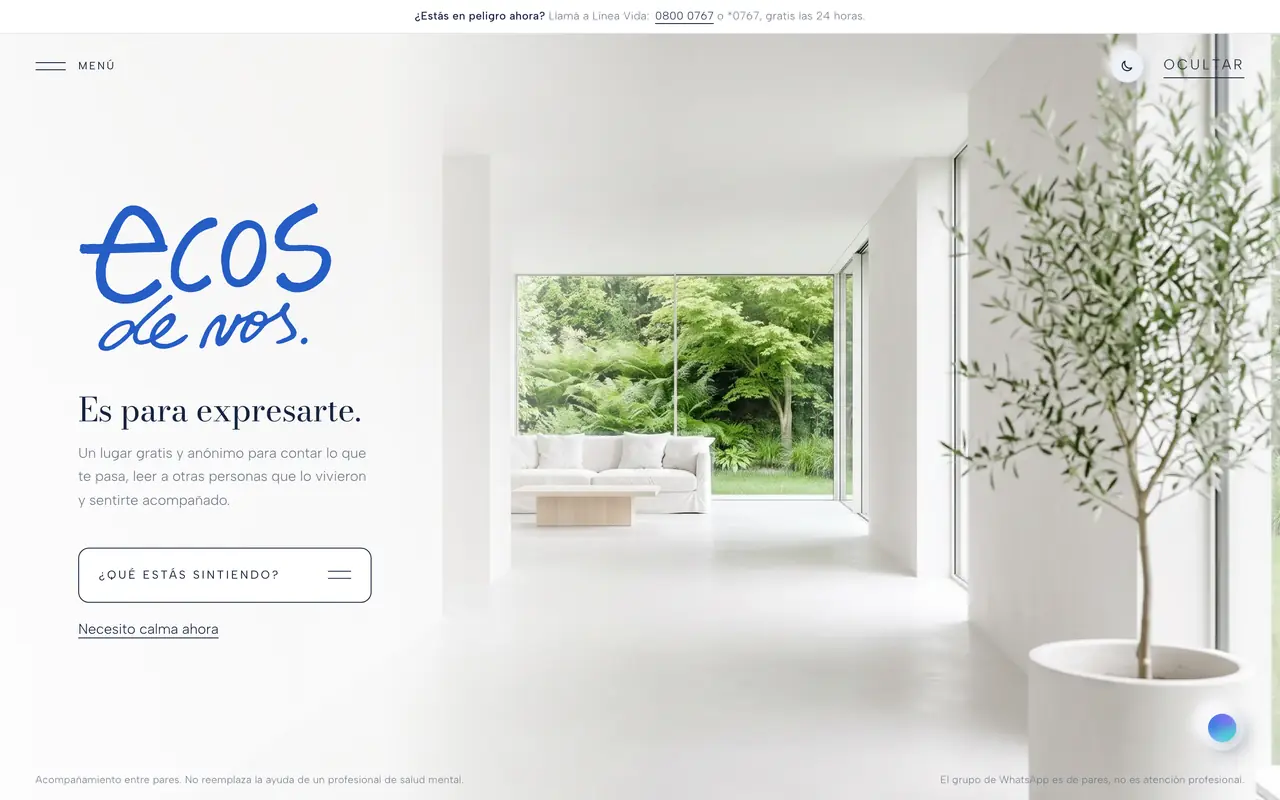 ¿Estás en peligro ahora? Llamá a Línea Vida: 0800 0767 o *0767, gratis las 24 horas.
MENÚ
OCULTAR
ecos
de vos.
Es para expresarte.
Un lugar gratis y anónimo para contar lo que
te pasa, leer a otras personas que lo vivieron
y sentirte acompañado.
¿QUÉ ESTÁS SINTIENDO?
Necesito calma ahora
Acompañamiento entre pares. No reemplaza la ayuda de un profesional de salud mental.
El grupo de WhatsApp es de pares, no es atención profesional.